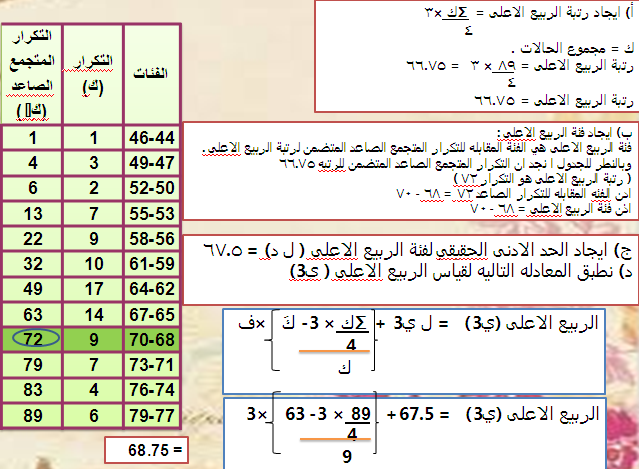 أ) ايجاد رتبة الربيع الاعلى = Σك ×٣
٤
ك = مجموع الحالات .
رتبة الربيع الاعلى = ٨٩ × ٣ = ٦٦.٧٥
٤
رتبة الربيع الاعلى = ٦٦.٧٥
ب) ايجاد فئة الربيع الاعلى:
فئة الربيع الاعلى هي الفئة المقابله للتكرار المتجمع الصاعد المتضمن لرتبة الربيع الاعلى.
وبالنطر للجدول ا نجد ان التكرار المتجمع الصاعد المتضمن للرتبه ٦٦.٧٥
( رتبة الربيع الاعلى هو التكرار ٧٢ )
اذن الفئه المقابله للتكرار الصاعد ٧٢ = ٦٨ - ٧٠
اذن فئة الربيع الاعلى = ٦٨ - ٧٠
ج) ايجاد الحد الادنى الحقيقي لفئة الربيع الاعلى ( ل د) = ٦٧.٥
د) نطبق المعادله التاليه لقياس الربيع الاعلى ( ي3)
الربيع الاعلى (ي3) = ل ي3 + Σك × 3- كَ ×ف
4
ك
الربيع الاعلى (ي3) = 67.5 + 89 × 3- 63 ×3
4
9
= 68.75
الفئات التكرار (ك) التكرار المتجمع الصاعد
46-44 1 1
49-47 3 4
52-50 2 6
55-53 7 13
58-56 9 22
61-59 10 32
64-62 17 49
67-65 14 63
70-68 9 72
73-71 7 79
76-74 4 83
79-77 6 89